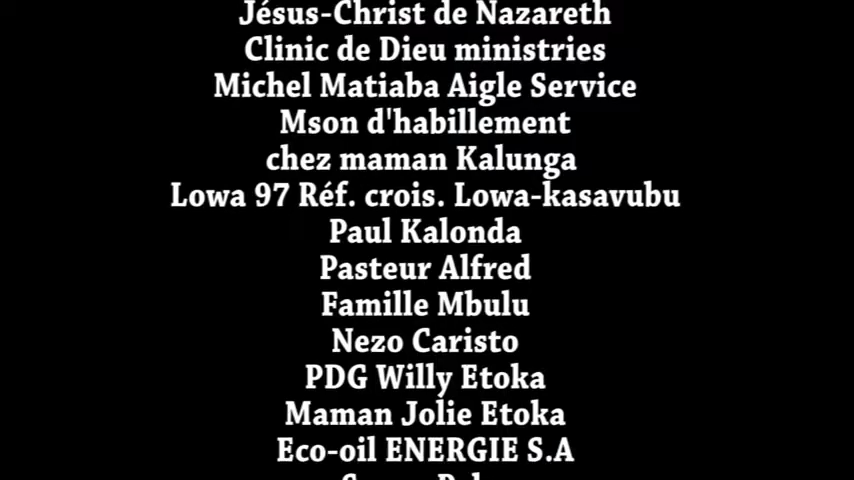 Jésus-Christ de Nazareth
Clinic de Dieu ministries
Michel Matiaba Aigle Service
Mson d'habillement
chez maman Kalunga
Lowa 97 Réf. crois. Lowa-kasavubu
Paul Kalonda
Pasteur Alfred
Famille Mbulu
Nezo Caristo
PDG Willy Etoka
Maman Jolie Etoka
Eco-oil ENERGIE S.A